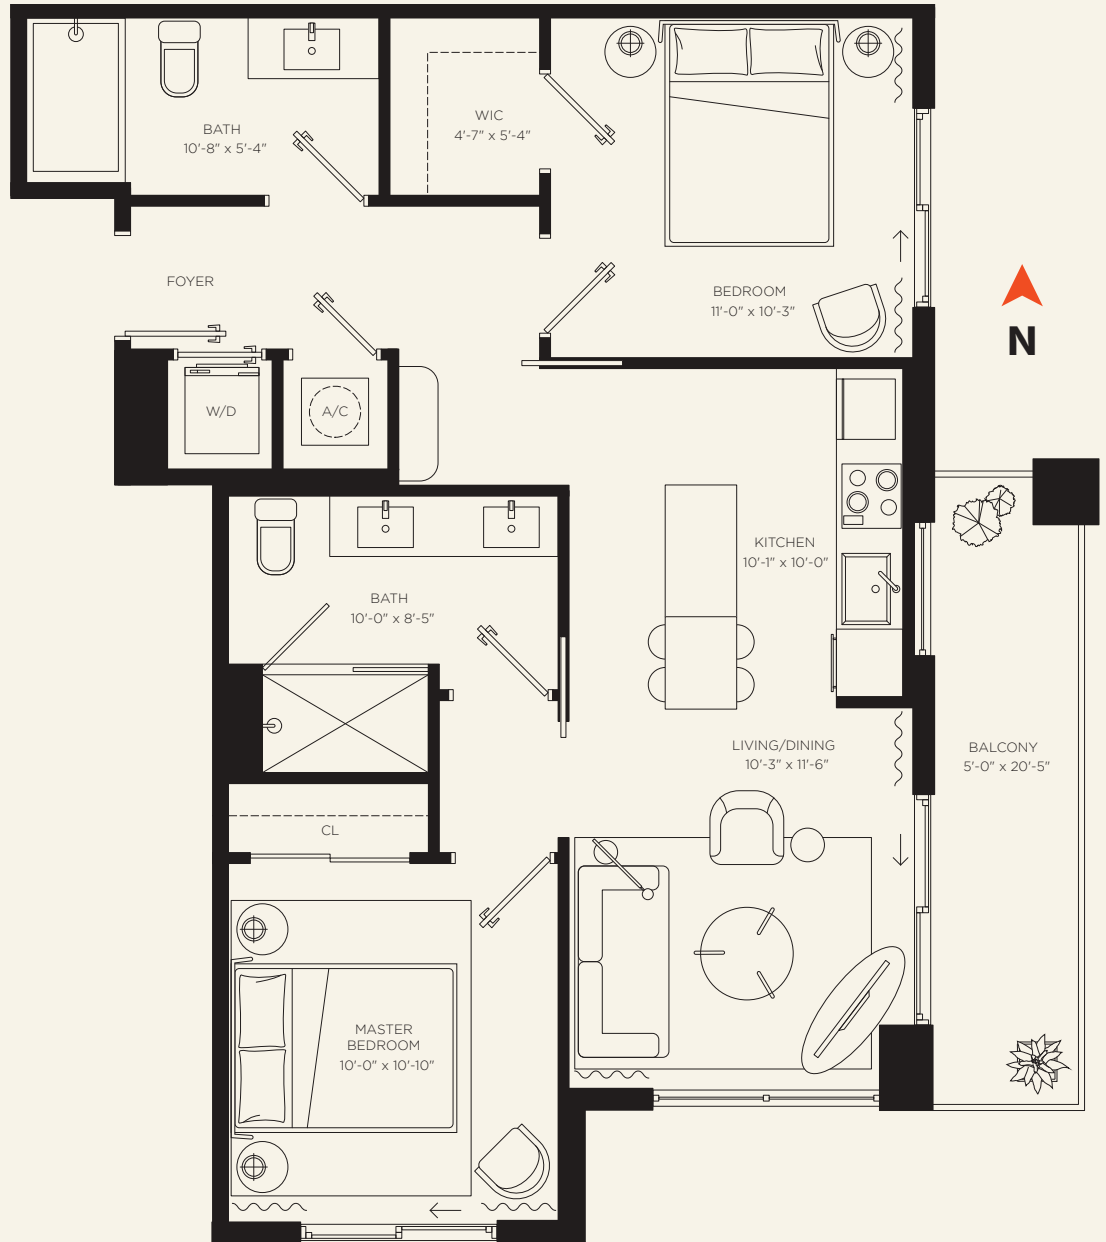 BATH
10'-8" x 5'-4"
WIC
4'-7" x 5'-4"
FOYER
BEDROOM
11'-0" x 10'-3"
N
W/D
A/C
KITCHEN
10'-1" x 10'-0"
BATH
10'-0" x 8'-5"
LIVING/DINING
10'-3" x 11'-6"
BALCONY
5'-0" x 20'-5"
CL
MASTER
BEDROOM
10'-0" x 10'-10"